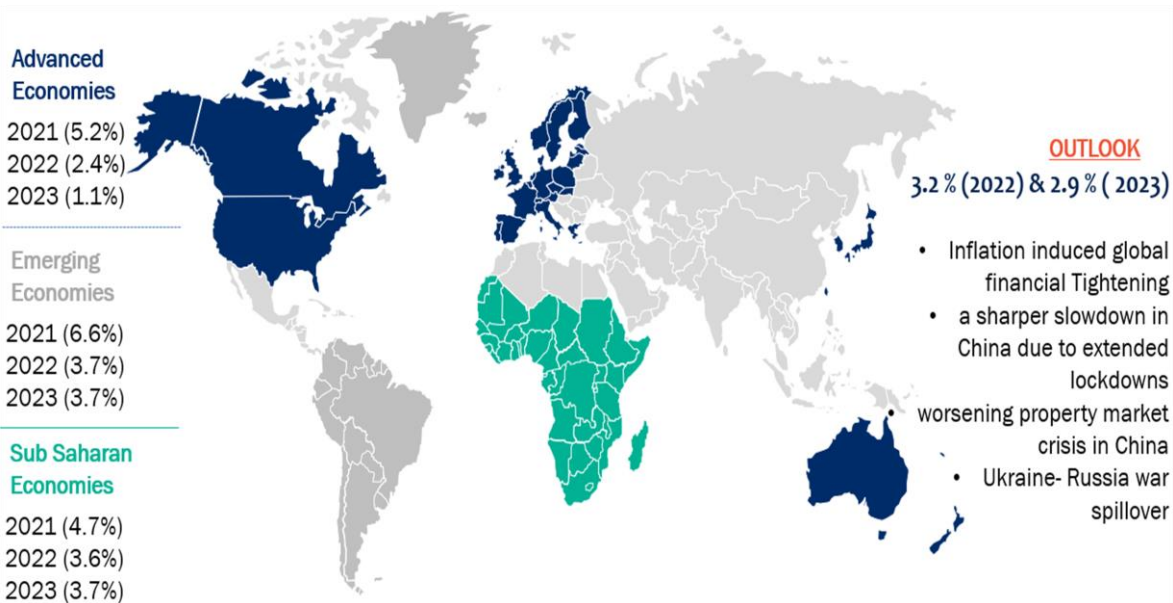 Advanced
Economies
2021 (5.2%)
2022 (2.4%)
2023 (1.1%)
Emerging
Economies
2021 (6.6%)
2022 (3.7%)
2023 (3.7%)
Sub Saharan
Economies
2021 (4.7%)
2022 (3.6%)
2023 (3.7%)
OUTLOOK
3.2 % (2022) & 2.9 % ( 2023)
• Inflation induced global
financial Tightening
• a sharper slowdown in
China due to extended
lockdowns
• worsening property market
crisis in China
• Ukraine- Russia war
spillover